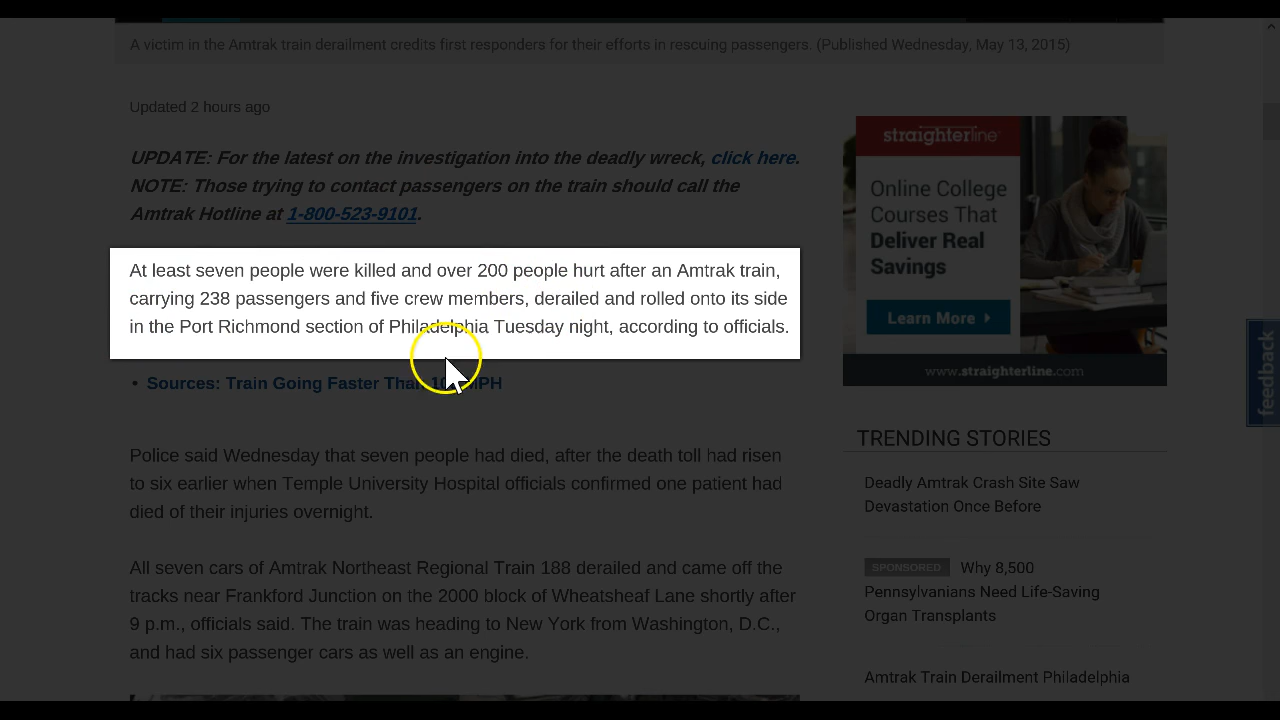 A victim in the Amtrak train derailment credits first responders for their efforts in rescuing passengers. (Published Wednesday, May 13, 2015)
Updated 2 hours ago
UPDATE: For the latest on the investigation into the deadly wreck, click here.
NOTE: Those trying to contact passengers on the train should call the
Amtrak Hotline at 1-800-523-9101.
At least seven people were killed and over 200 people hurt after an Amtrak train,
carrying 238 passengers and five crew members, derailed and rolled onto its side
in the Port Richmond section of Philadelphia Tuesday night, according to officials.
• Sources: Train Going Faster Than MPH
Police said Wednesday that seven people had died, after the death toll had risen
to six earlier when Temple University Hospital officials confirmed one patient had
died of their injuries overnight.
All seven cars of Amtrak Northeast Regional Train 188 derailed and came off the
tracks near Frankford Junction on the 2000 block of Wheatsheaf Lane shortly after
9 p.m., officials said. The train was heading to New York from Washington, D.C.,
and had six passenger cars as well as an engine.
straighterline
Online College
Courses That
Deliver Real
Savings
Learn More
www.straighterline.com
feedback
TRENDING STORIES
Deadly Amtrak Crash Site Saw
Devastation Once Before
SPONSORED Why 8,500
Pennsylvanians Need Life-Saving
Organ Transplants
Amtrak Train Derailment Philadelphia